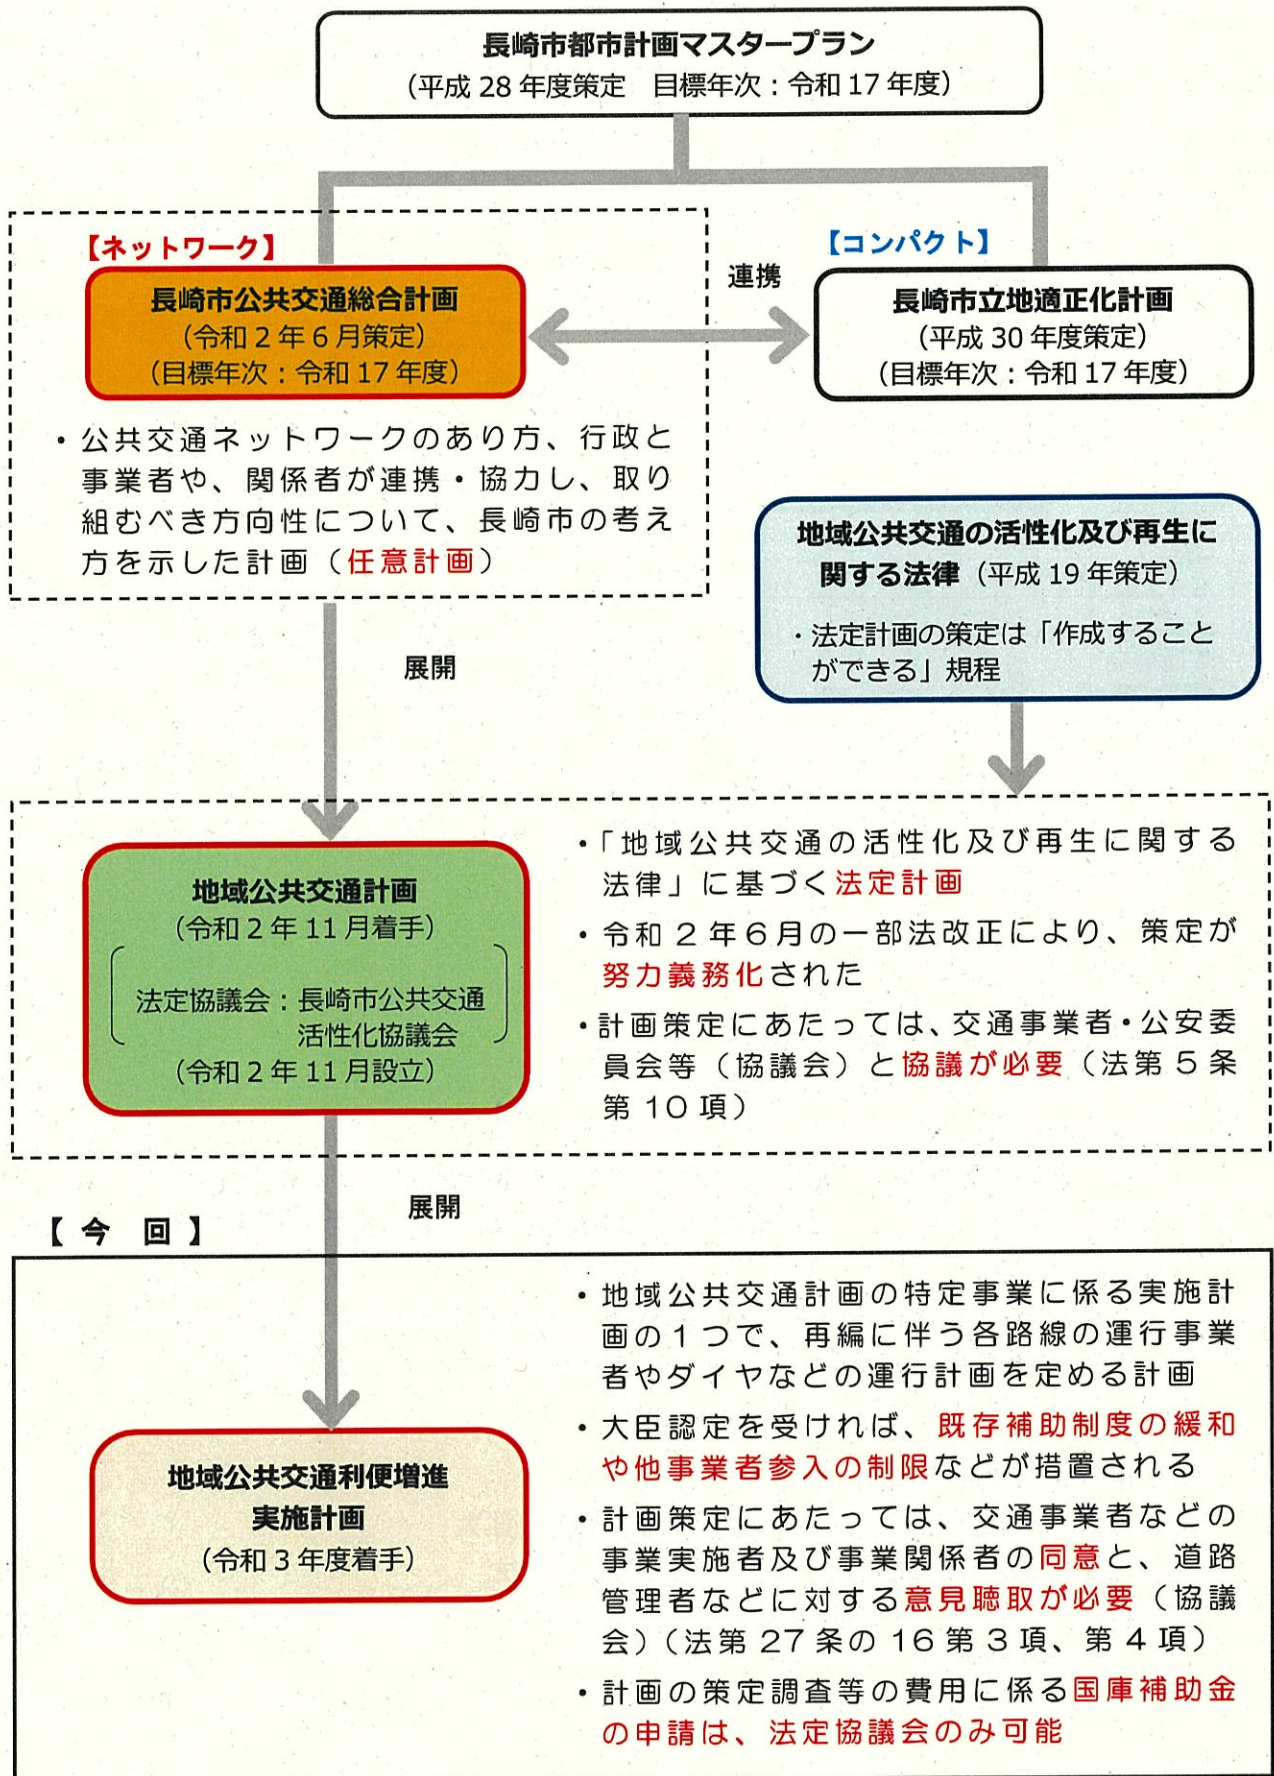 長崎市都市計画マスタープラン
（平成 28 年度策定　目標年次：令和 17 年度）
【ネットワーク】
長崎市公共交通総合計画
（令和 2 年 6 月策定）
（目標年次：令和 17 年度）
連携
【コンパクト】
長崎市立地適正化計画
（平成 30 年度策定）
（目標年次：令和 17 年度）
・公共交通ネットワークのあり方、行政と
事業者や、関係者が連携・協力し、取り
組むべき方向性について、長崎市の考え
方を示した計画（任意計画）
地域公共交通の活性化及び再生に
関する法律（平成 19 年策定）
・法定計画の策定は「作成すること
ができる」規程
展開
地域公共交通計画
（令和 2 年 11 月着手）
法定協議会：長崎市公共交通
活性化協議会
（令和 2 年 11 月設立）
・「地域公共交通の活性化及び再生に関する
法律」に基づく法定計画
・令和 2 年 6 月の一部法改正により、策定が
努力義務化された
・計画策定にあたっては、交通事業者・公安委
員会等（協議会）と協議が必要（法第 5 条
第 10 項）
展開
【 今　回 】
地域公共交通利便増進
実施計画
（令和 3 年度着手）
・地域公共交通計画の特定事業に係る実施計
画の１つで、再編に伴う各路線の運行事業
者やダイヤなどの運行計画を定める計画
・大臣認定を受ければ、既存補助制度の緩和
や他事業者参入の制限などが措置される
・計画策定にあたっては、交通事業者などの
事業実施者及び事業関係者の同意と、道路
管理者などに対する意見聴取が必要（協議
会）（法第 27 条の 16 第 3 項、第 4 項）
・計画の策定調査等の費用に係る国庫補助金
の申請は、法定協議会のみ可能